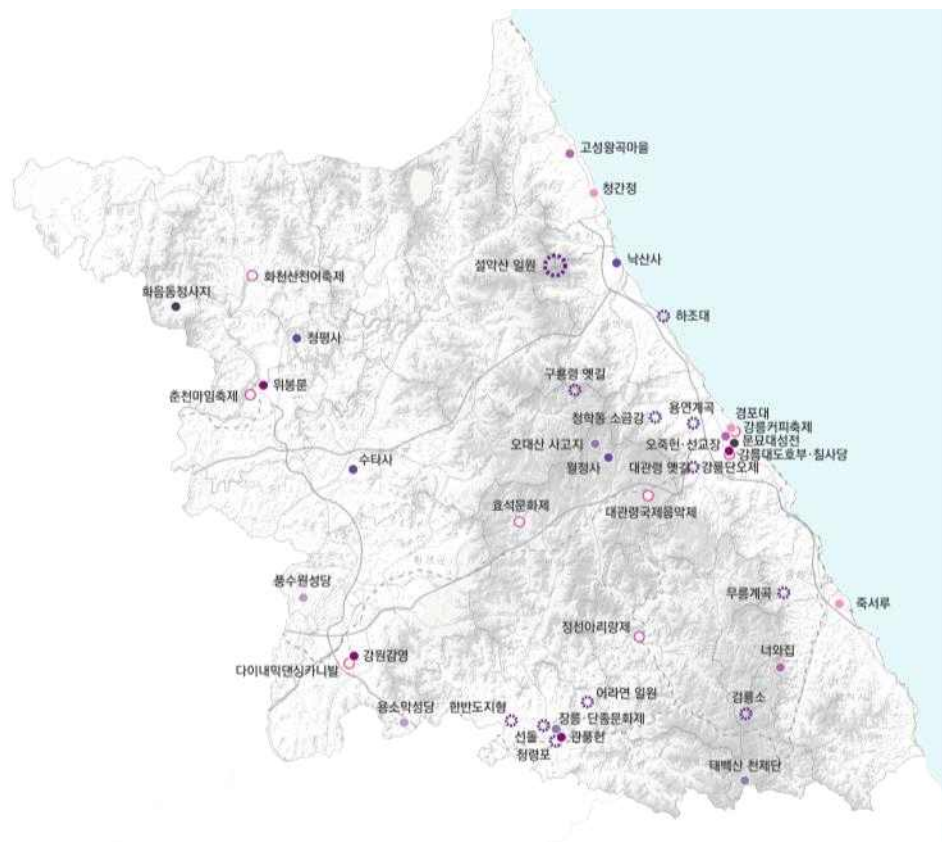 고성왕곡마을
청간정
설악산 일원
낙산사
화천산천어축제
화음동정사지
하조대
청평사
구룡령 옛길
위봉문
춘천마임축제
용연계곡
청학동 소금강
경포대
강릉커피축제
오대산 사고지
오죽헌·선교장
문묘대성전
강릉대도호부·칠사당
월정사
대관령 옛길
강릉단오제
수타사
효석문화제
대관령국제음악제
풍수원성당
무릉계곡
죽서루
정선아리랑제
너와집
강원감영
다이내믹댄싱카니발
어라연 일원
검룡소
용소막성당
한반도지형
장릉·단종문화제
선돌
관풍헌
청령포
태백산 천제단